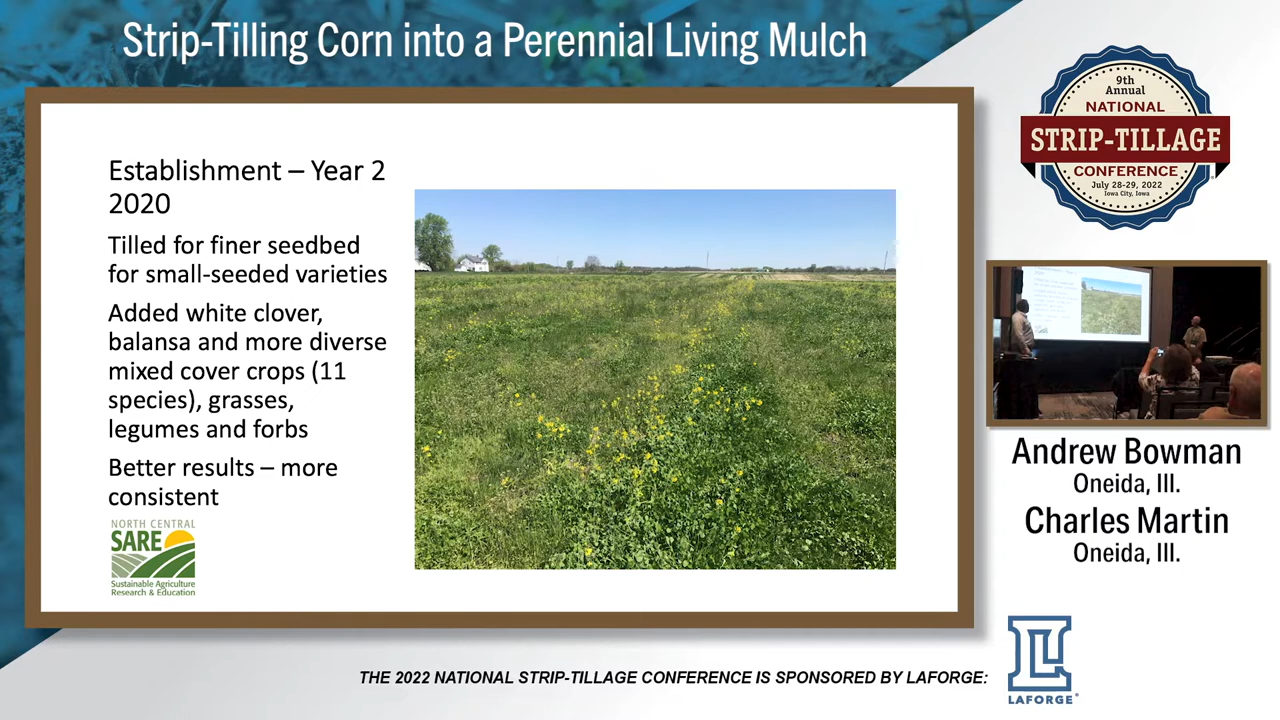 Strip-Tilling Corn into a Perennial Living Mulch
Establishment – Year 2
2020
Tilled for finer seedbed
for small-seeded varieties
Added white clover,
balansa and more diverse
mixed cover crops (11
species), grasses,
legumes and forbs
Better results – more
consistent
NORTH CENTRAL
SARE
Sustainable Agriculture
Research & Education
9th
Annual
NATIONAL
STRIP-TILLAGE
CONFERENCE
July 28-29, 2022
Iowa City, Iowa
Andrew Bowman
Oneida, Ill.
Charles Martin
Oneida, Ill.
THE 2022 NATIONAL STRIP-TILLAGE CONFERENCE IS SPONSORED BY LAFORGE:
LAFORGE®